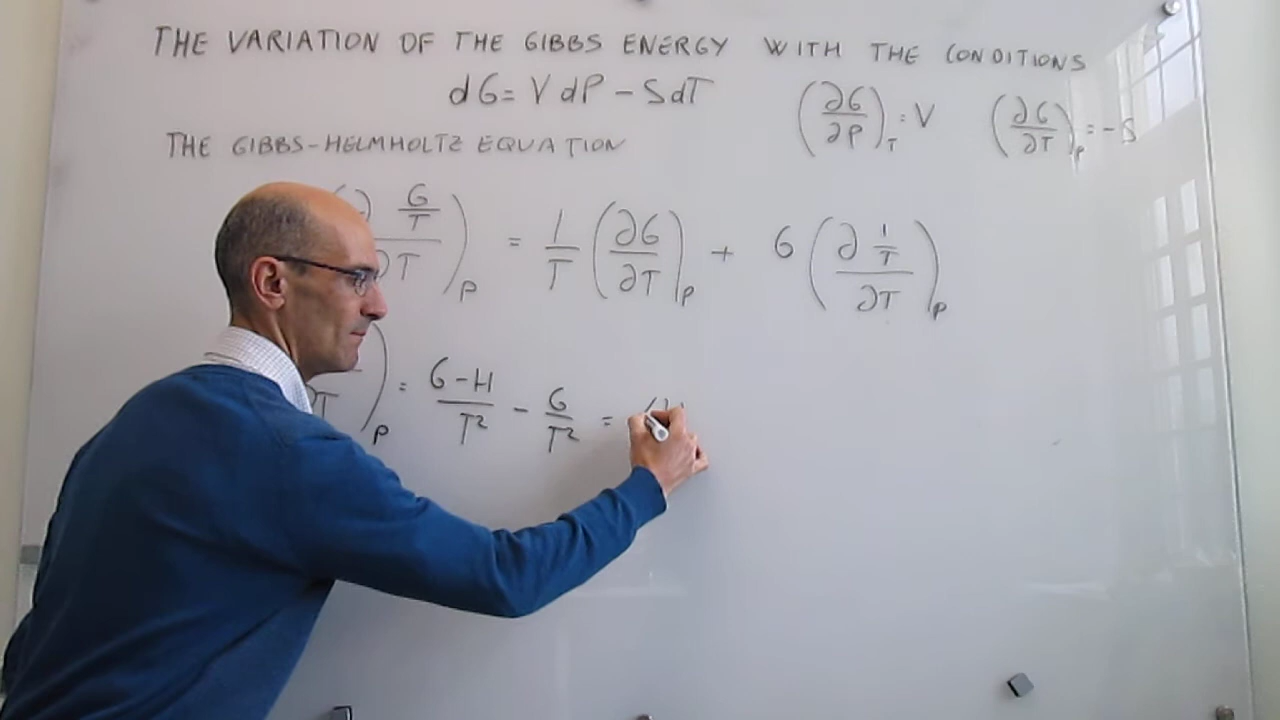 THE VARIATION OF THE GIBBS ENERGY WITH THE CONDITIONS
dG = V dP - S dT (∂G/∂P)_T = V (∂G/∂T)_P = -S
THE GIBBS-HELMHOLTZ EQUATION
(∂ G/T / ∂T)_P = 1/T (∂G/∂T)_P + G (∂ 1/T / ∂T)_P
)_P = G-H/T² - G/T² =